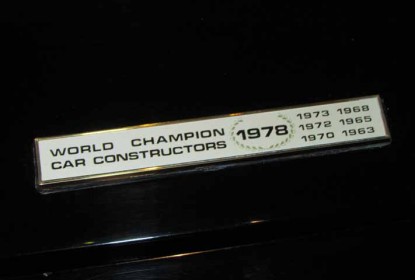 WORLD CHAMPION
CAR CONSTRUCTORS
1978
1973 1968
1972 1965
1970 1963